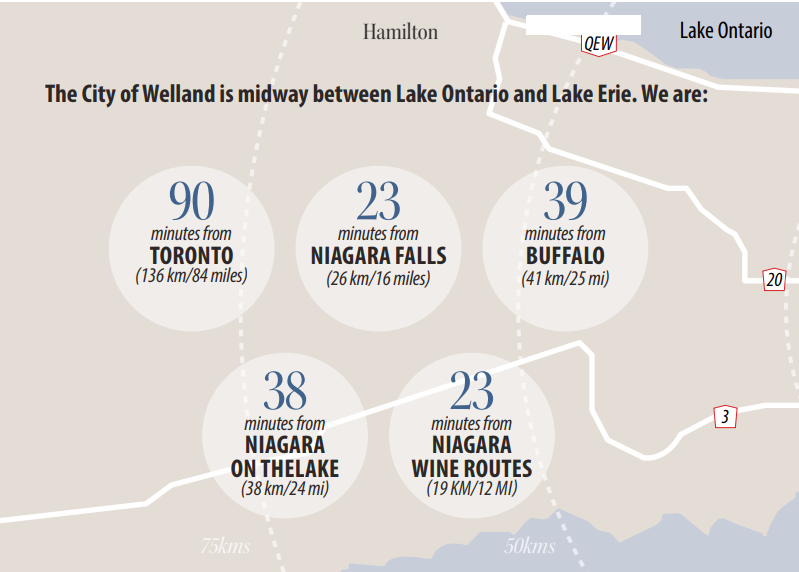 Hamilton
Lake Ontario
QEW
The City of Welland is midway between Lake Ontario and Lake Erie. We are:
90
minutes from
TORONTO
(136 km/84 miles)
23
minutes from
NIAGARA FALLS
(26 km/16 miles)
39
minutes from
BUFFALO
(41 km/25 mi)
20
38
minutes from
NIAGARA
ON THELAKE
(38 km/24 mi)
23
minutes from
NIAGARA
WINE ROUTES
(19 KM/12 MI)
3
75kms
50kms